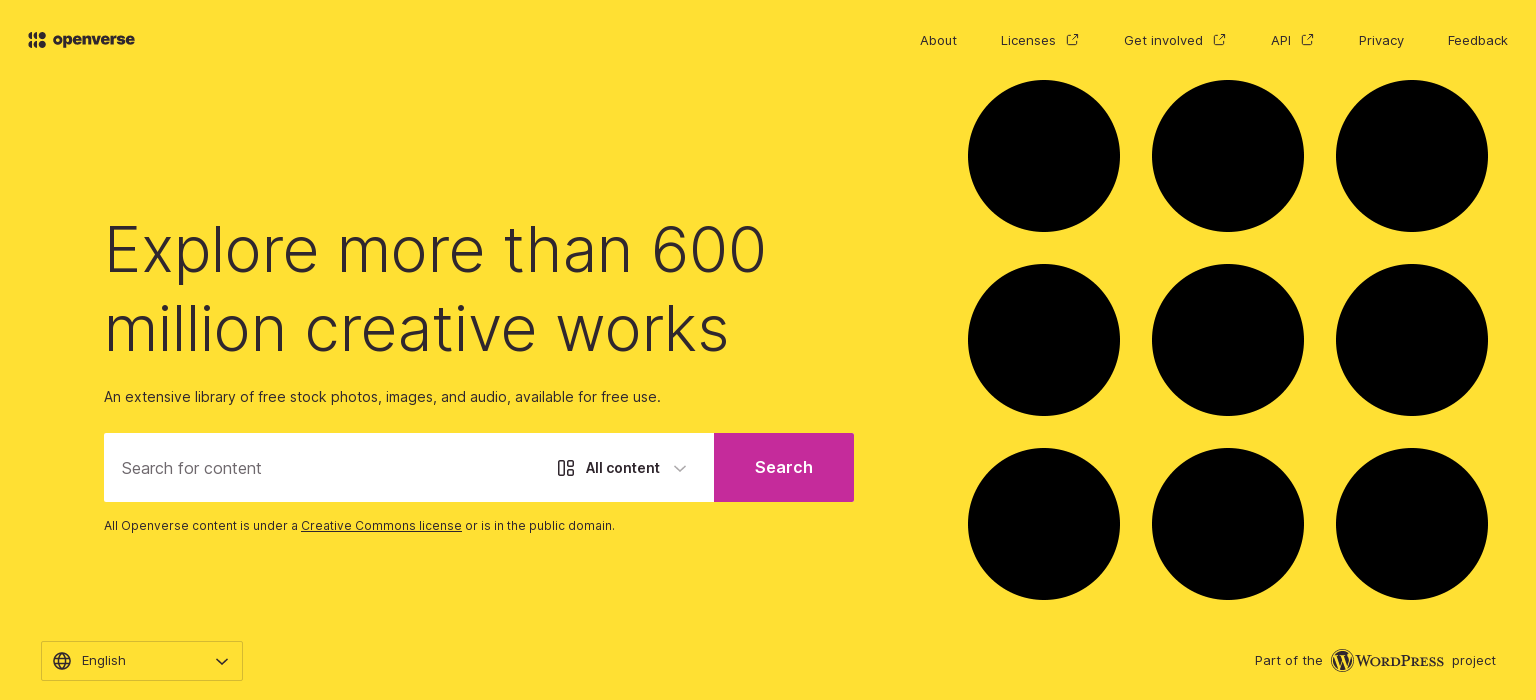 openverse
About
Licenses
Get involved
API
Privacy
Feedback
Explore more than 600
million creative works
An extensive library of free stock photos, images, and audio, available for free use.
Search for content
All content
Search
All Openverse content is under a Creative Commons license or is in the public domain.
English
Part of the WordPress project